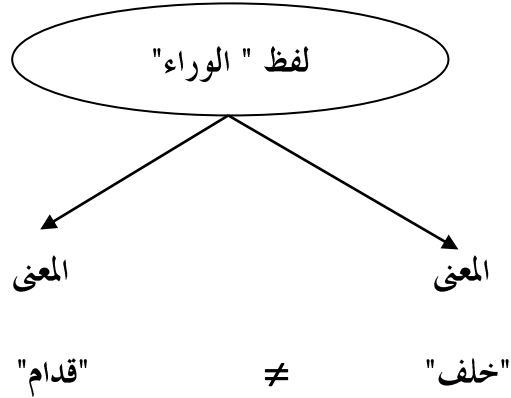 لفظ " الوراء"
المعنى
المعنى
"خلف" ≠ "قدام"